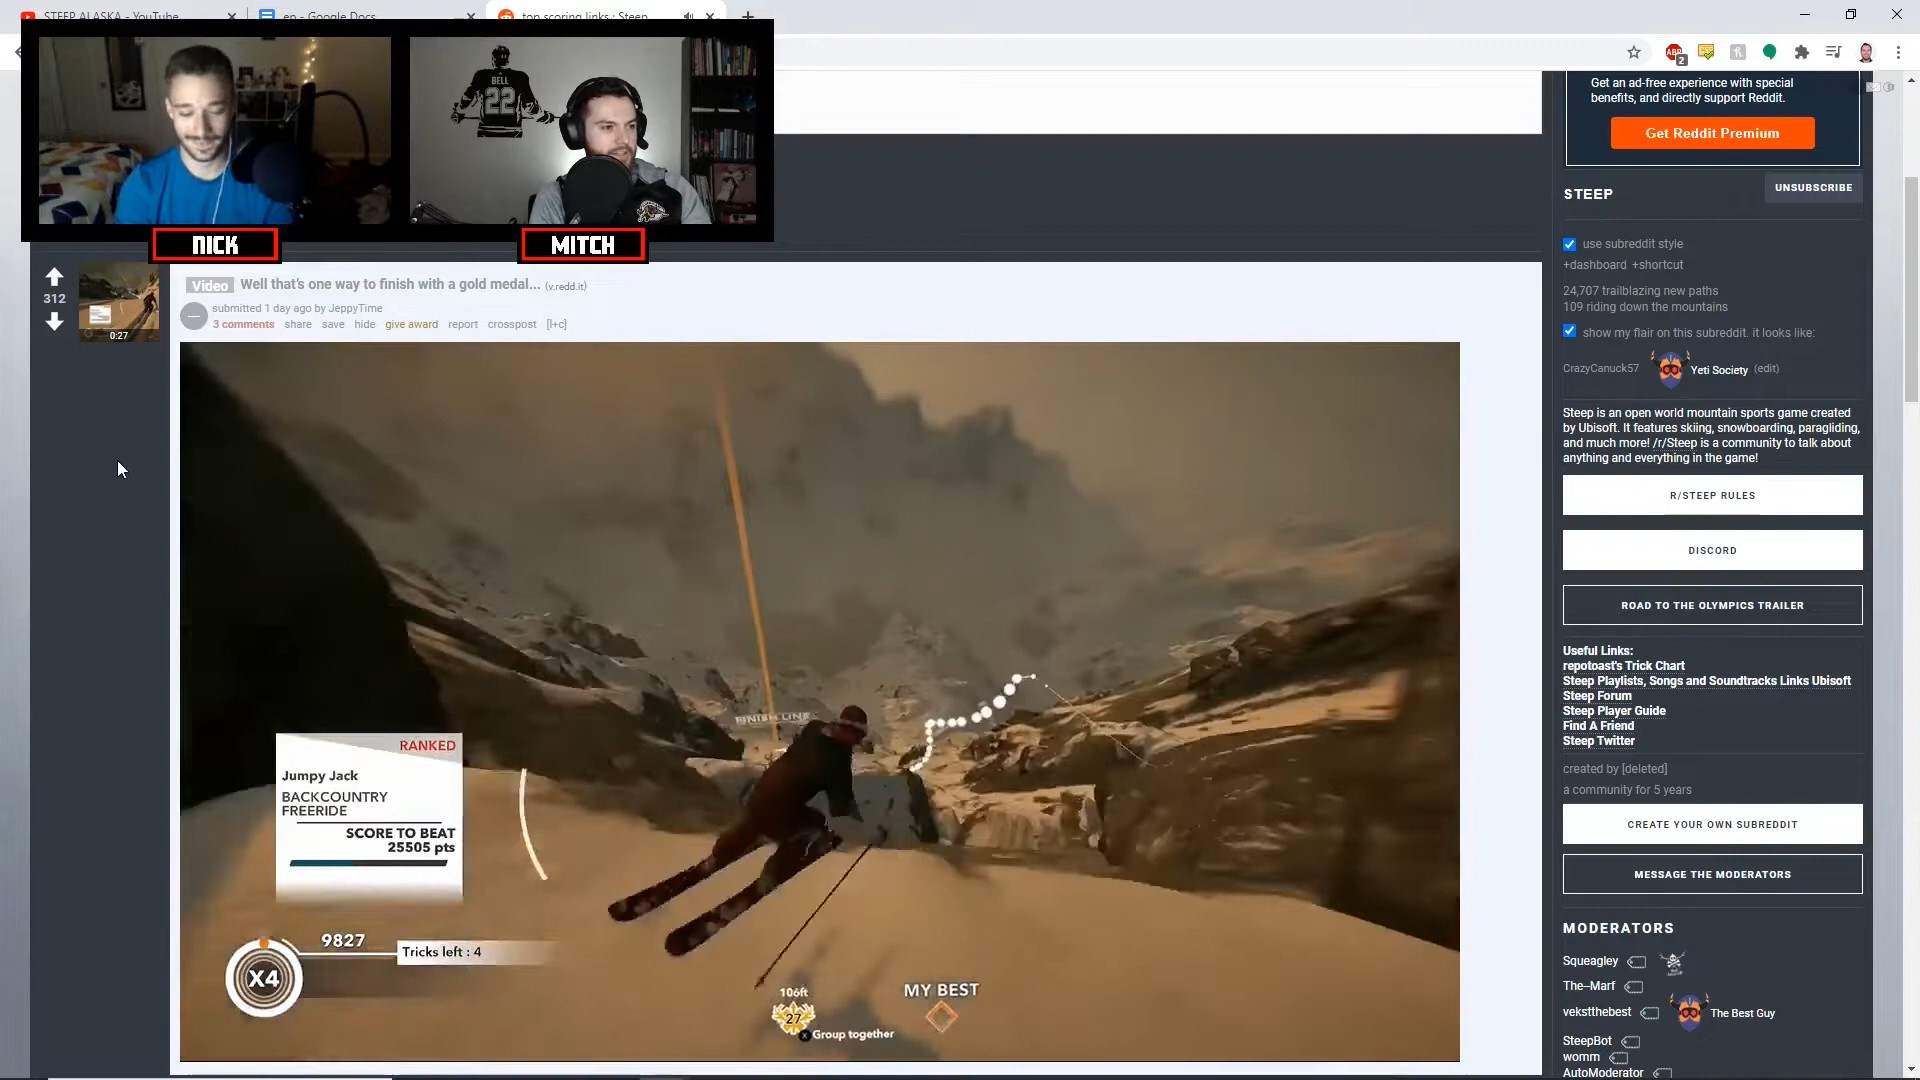 STEEP ALASKA - YouTube
en - Google Docs
top scoring links : Steep
2
BELL
22
NICK
MITCH
Get an ad-free experience with special
benefits, and directly support Reddit.
Get Reddit Premium
STEEP
UNSUBSCRIBE
use subreddit style
+dashboard +shortcut
24,707 trailblazing new paths
109 riding down the mountains
show my flair on this subreddit. it looks like:
CrazyCanuck57 Yeti Society (edit)
Steep is an open world mountain sports game created
by Ubisoft. It features skiing, snowboarding, paragliding,
and much more! /r/Steep is a community to talk about
anything and everything in the game!
R/STEEP RULES
DISCORD
ROAD TO THE OLYMPICS TRAILER
Useful Links:
repotoast's Trick Chart
Steep Playlists, Songs and Soundtracks Links Ubisoft
Steep Forum
Steep Player Guide
Find A Friend
Steep Twitter
created by [deleted]
a community for 5 years
CREATE YOUR OWN SUBREDDIT
MESSAGE THE MODERATORS
MODERATORS
Squeagley
The–Marf
vekstthebest The Best Guy
SteepBot
womm
AutoModerator
312
0:27
Video Well that's one way to finish with a gold medal... (v.redd.it)
submitted 1 day ago by JeppyTime
3 comments share save hide give award report crosspost [l+c]
FINISH LINE
RANKED
Jumpy Jack
BACKCOUNTRY
FREERIDE
SCORE TO BEAT
25505 pts
9827
X4
Tricks left : 4
106ft
27
X Group together
MY BEST